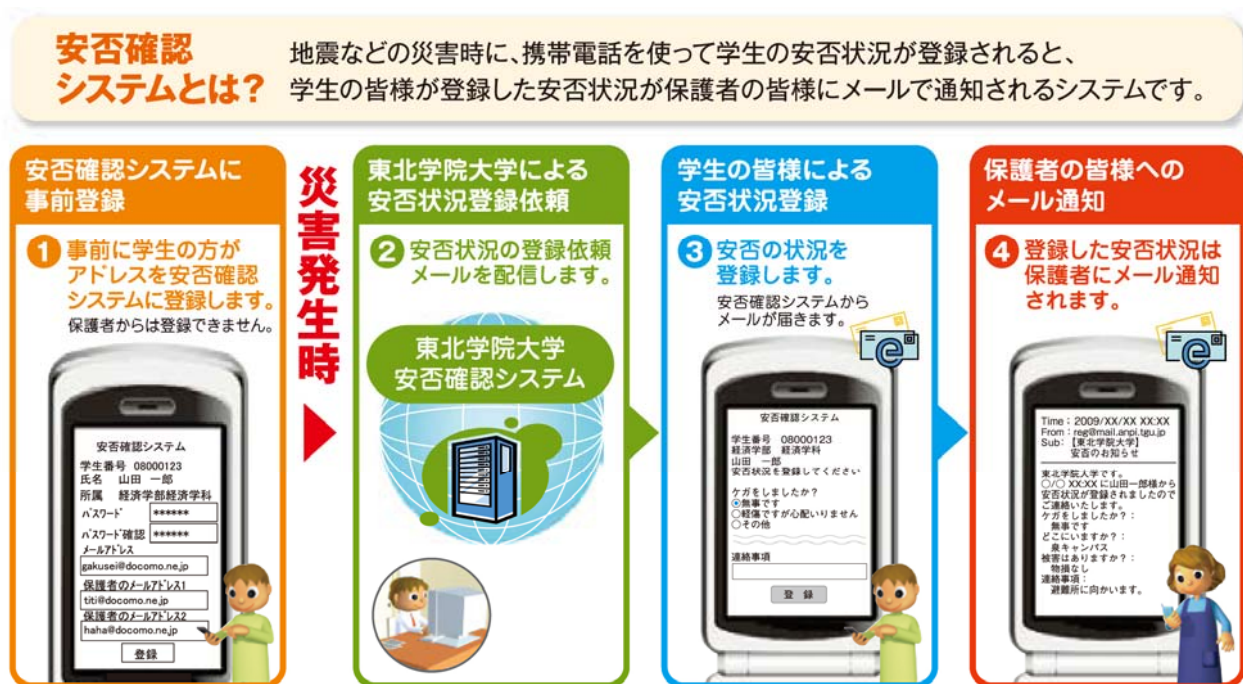 安否確認
システムとは?
地震などの災害時に、携帯電話を使って学生の安否状況が登録されると、
学生の皆様が登録した安否状況が保護者の皆様にメールで通知されるシステムです。
安否確認システムに
事前登録
1 事前に学生の方が
アドレスを安否確認
システムに登録します。
保護者からは登録できません。
安否確認システム
学生番号 08000123
氏名 山田 一郎
所属 経済学部経済学科
パスワード ******
パスワード確認 ******
メールアドレス
gakusei@docomo.ne.jp
保護者のメールアドレス1
titi@docomo.ne.jp
保護者のメールアドレス2
haha@docomo.ne.jp
登録
災害発生時
東北学院大学による
安否状況登録依頼
2 安否状況の登録依頼
メールを配信します。
東北学院大学
安否確認システム
学生の皆様による
安否状況登録
3 安否の状況を
登録します。
安否確認システムから
メールが届きます。
e
安否確認システム
学生番号 08000123
経済学部 経済学科
山田 一郎
安否状況を登録してください
ケガをしましたか?
◉無事です
○軽傷ですが心配いりません
○その他
連絡事項
登 録
保護者の皆様への
メール通知
4 登録した安否状況は
保護者にメール通知
されます。
e
Time:2009/XX/XX XX:XX
From:reg@mail.anpi.tgu.jp
Sub:【東北学院大学】
安否のお知らせ
東北学院大学です。
○/○ XX:XX に山田一郎様から
安否状況が登録されましたので
ご連絡いたします。
ケガをしましたか?:
無事です
どこにいますか?:
泉キャンパス
被害はありますか?:
物損なし
連絡事項:
避難所に向かいます。